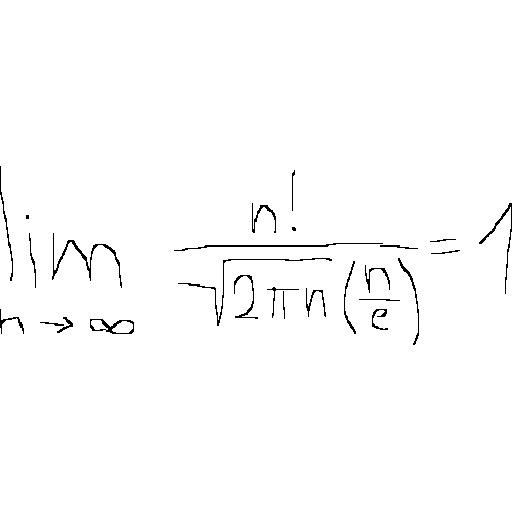 lim n→∞ n! / √(2πn) (n/e) = 1